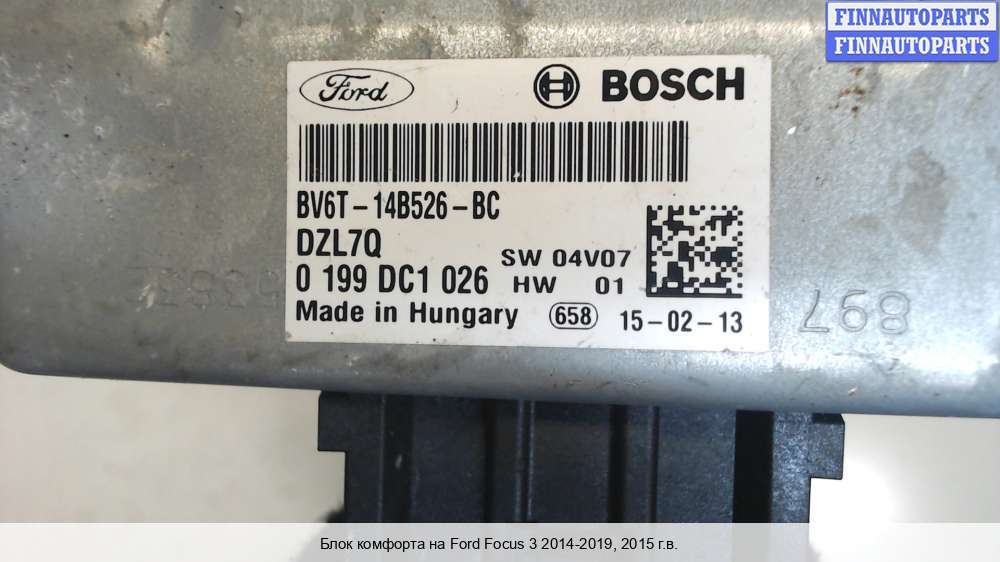 FINNAUTOPARTS
FINNAUTOPARTS
Ford BOSCH
BV6T-14B526-BC
DZL7Q
SW 04V07
0 199 DC1 026 HW 01
Made in Hungary 658 15-02-13
897
Блок комфорта на Ford Focus 3 2014-2019, 2015 г.в.